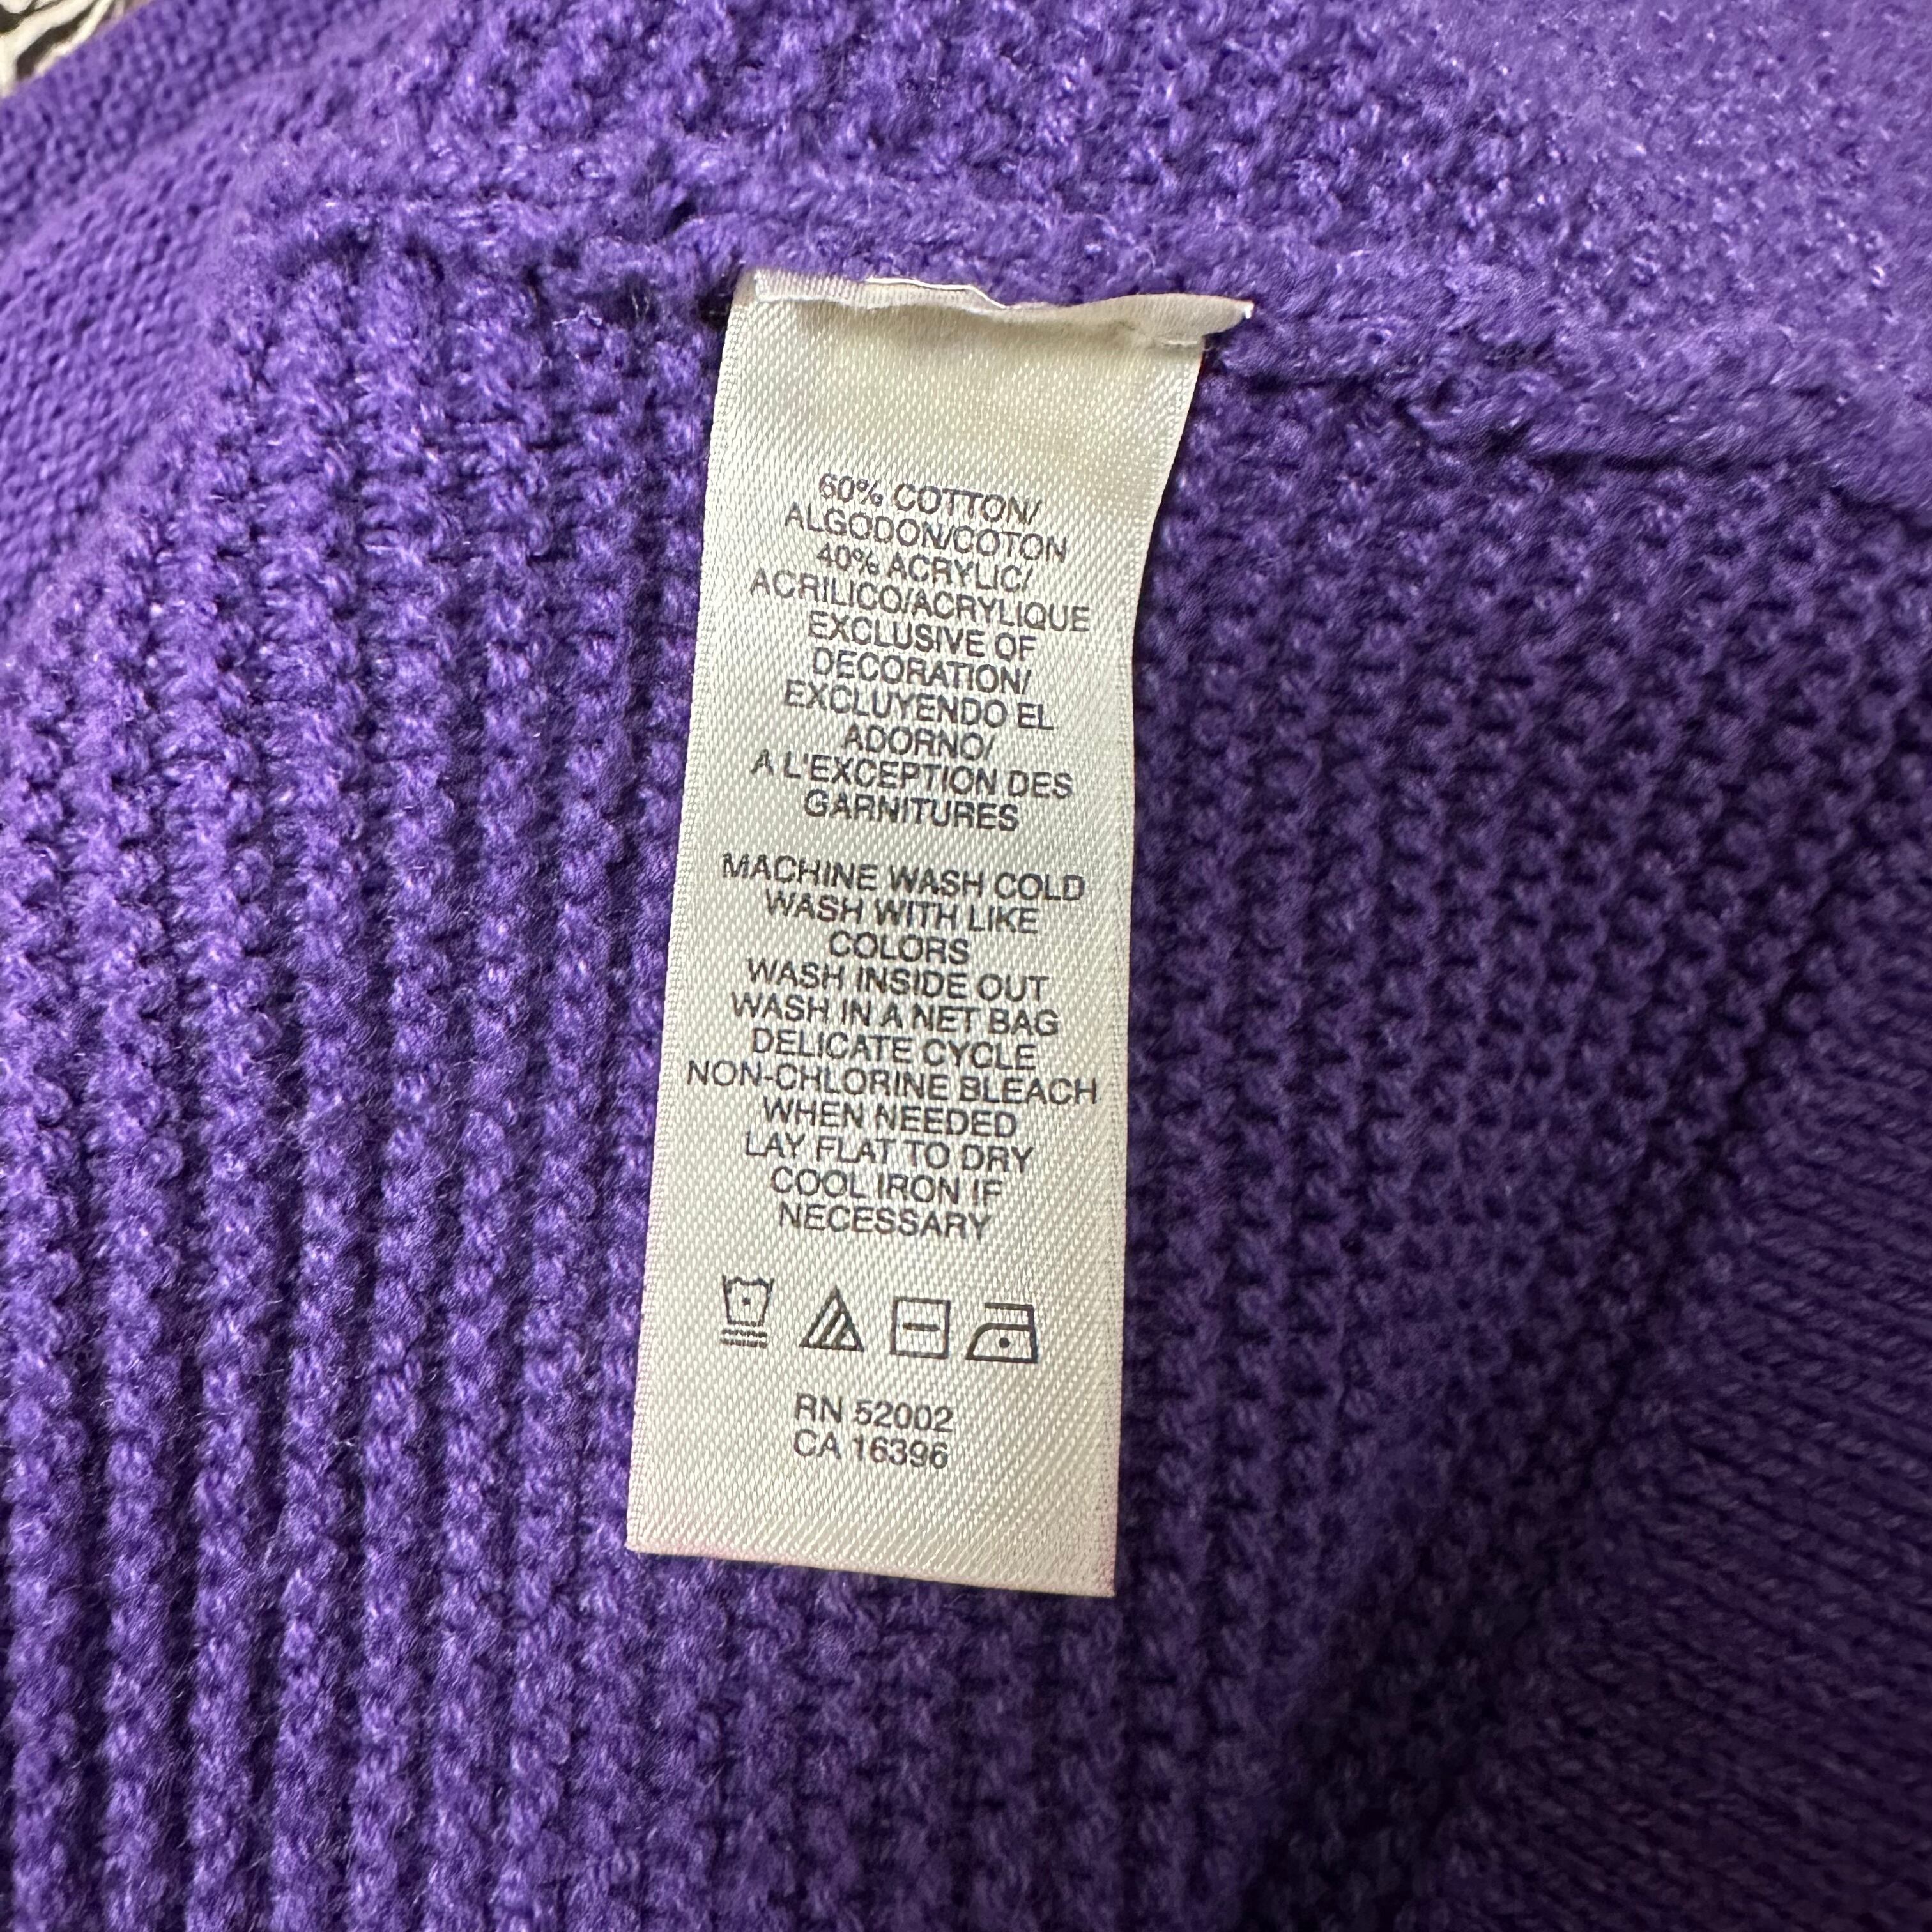 60% COTTON/
ALGODON/COTON
40% ACRYLIC/
ACRILICO/ACRYLIQUE
EXCLUSIVE OF
DECORATION/
EXCLUYENDO EL
ADORNO/
A L'EXCEPTION DES
GARNITURES
MACHINE WASH COLD
WASH WITH LIKE
COLORS
WASH INSIDE OUT
WASH IN A NET BAG
DELICATE CYCLE
NON-CHLORINE BLEACH
WHEN NEEDED
LAY FLAT TO DRY
COOL IRON IF
NECESSARY
RN 52002
CA 16396